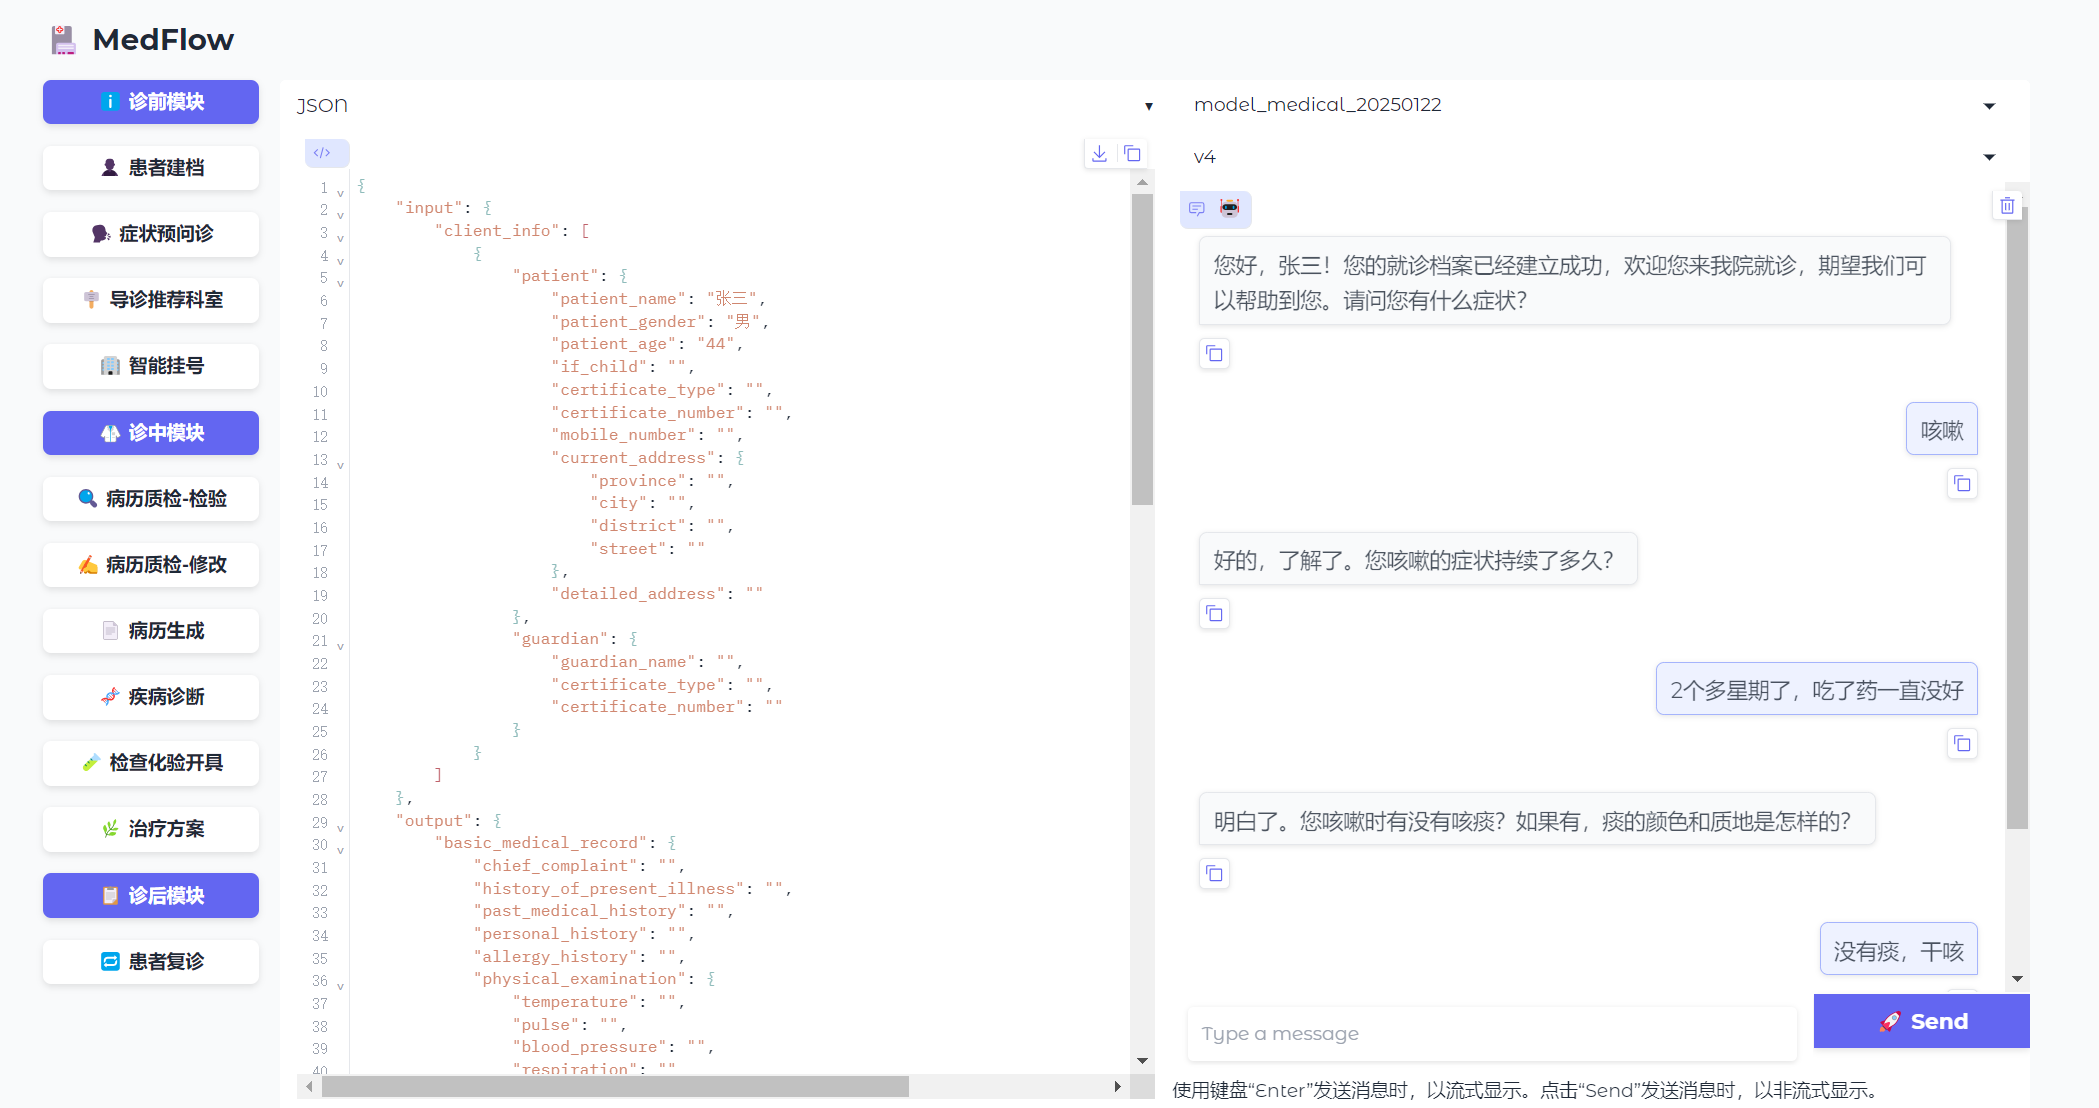 MedFlow
诊前模块
患者建档
症状预问诊
导诊推荐科室
智能挂号
诊中模块
病历质检-检验
病历质检-修改
病历生成
疾病诊断
检查化验开具
治疗方案
诊后模块
患者复诊
JSON
</>
1 {
2 "input": {
3 "client_info": [
4 {
5 "patient": {
6 "patient_name": "张三",
7 "patient_gender": "男",
8 "patient_age": "44",
9 "if_child": "",
10 "certificate_type": "",
11 "certificate_number": "",
12 "mobile_number": "",
13 "current_address": {
14 "province": "",
15 "city": "",
16 "district": "",
17 "street": ""
18 },
19 "detailed_address": ""
20 },
21 "guardian": {
22 "guardian_name": "",
23 "certificate_type": "",
24 "certificate_number": ""
25 }
26 }
27 ]
28 },
29 "output": {
30 "basic_medical_record": {
31 "chief_complaint": "",
32 "history_of_present_illness": "",
33 "past_medical_history": "",
34 "personal_history": "",
35 "allergy_history": "",
36 "physical_examination": {
37 "temperature": "",
38 "pulse": "",
39 "blood_pressure": "",
40 "respiration": ""
model_medical_20250122
v4
您好，张三！您的就诊档案已经建立成功，欢迎您来我院就诊，期望我们可
以帮助到您。请问您有什么症状？
咳嗽
好的，了解了。您咳嗽的症状持续了多久？
2个多星期了，吃了药一直没好
明白了。您咳嗽时有没有咳痰？如果有，痰的颜色和质地是怎样的？
没有痰，干咳
Type a message
Send
使用键盘“Enter”发送消息时，以流式显示。点击“Send”发送消息时，以非流式显示。